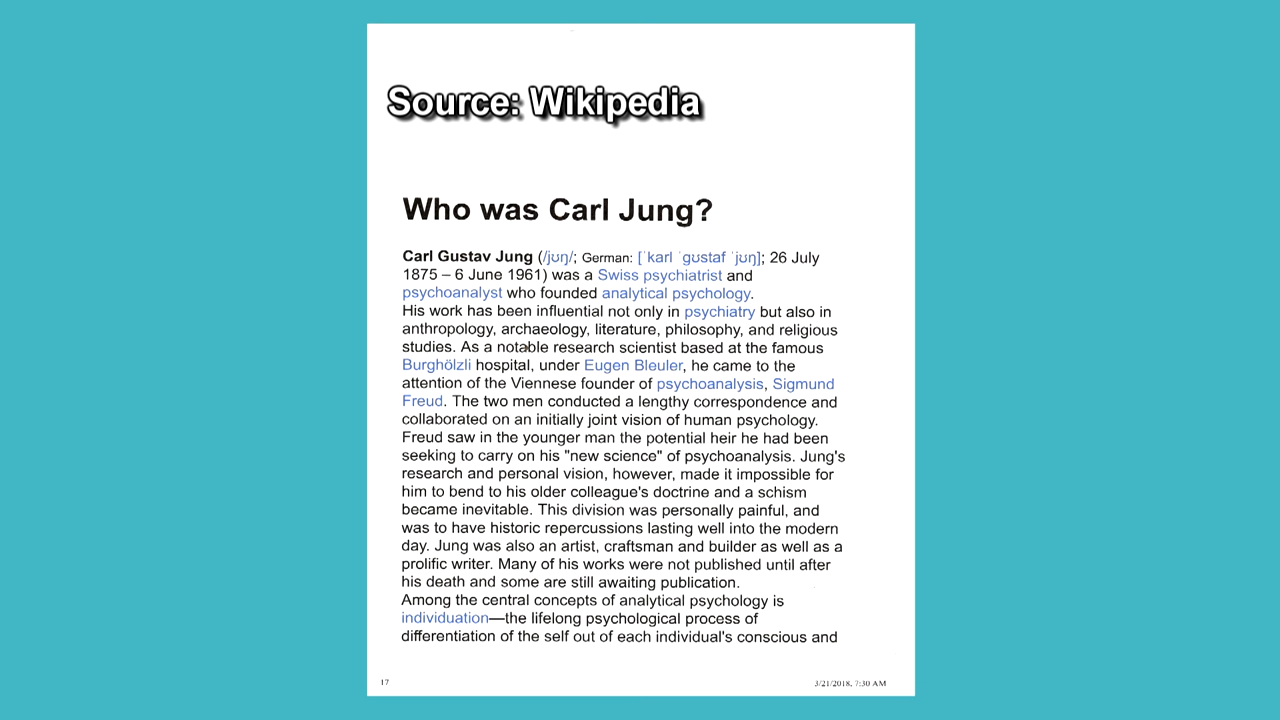 Source: Wikipedia
Who was Carl Jung?
Carl Gustav Jung (/jʊŋ/; German: [ˈkarl ˈɡʊstaf ˈjʊŋ]; 26 July
1875 – 6 June 1961) was a Swiss psychiatrist and
psychoanalyst who founded analytical psychology.
His work has been influential not only in psychiatry but also in
anthropology, archaeology, literature, philosophy, and religious
studies. As a notable research scientist based at the famous
Burghölzli hospital, under Eugen Bleuler, he came to the
attention of the Viennese founder of psychoanalysis, Sigmund
Freud. The two men conducted a lengthy correspondence and
collaborated on an initially joint vision of human psychology.
Freud saw in the younger man the potential heir he had been
seeking to carry on his "new science" of psychoanalysis. Jung's
research and personal vision, however, made it impossible for
him to bend to his older colleague's doctrine and a schism
became inevitable. This division was personally painful, and
was to have historic repercussions lasting well into the modern
day. Jung was also an artist, craftsman and builder as well as a
prolific writer. Many of his works were not published until after
his death and some are still awaiting publication.
Among the central concepts of analytical psychology is
individuation—the lifelong psychological process of
differentiation of the self out of each individual's conscious and
17 3/21/2018, 7:30 AM